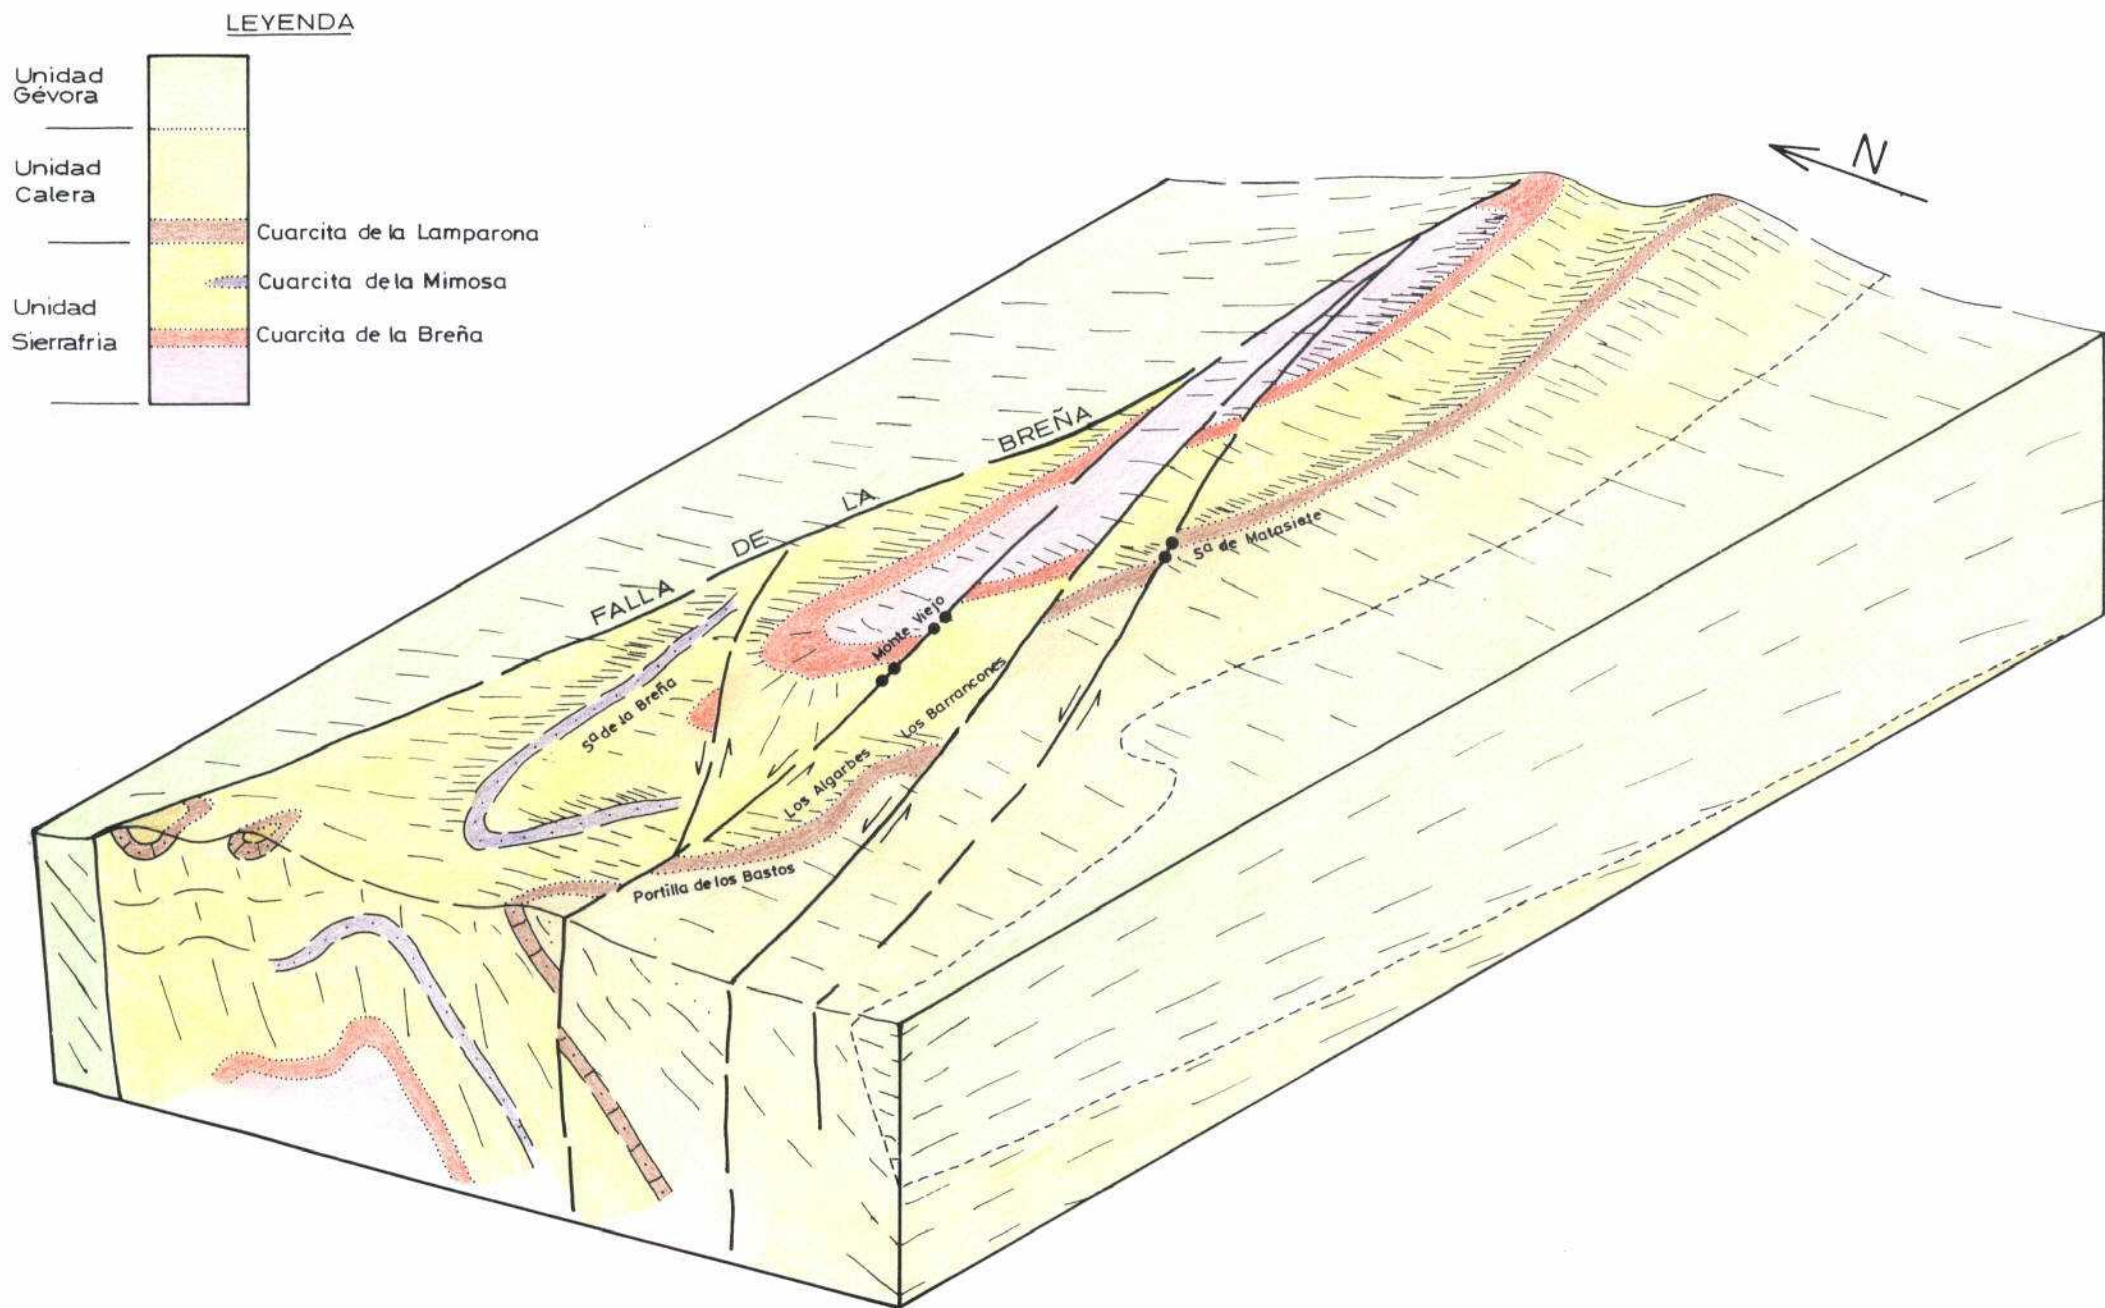 LEYENDA
Unidad
Gévora
Unidad
Calera
Cuarcita de la Lamparona
Cuarcita de la Mimosa
Unidad
Sierrafria
Cuarcita de la Breña
N
FALLA DE LA BREÑA
Sª de Matasiete
Monte Viejo
Sª de la Breña
Los Barrancones
Los Algarbes
Portilla de los Bastos